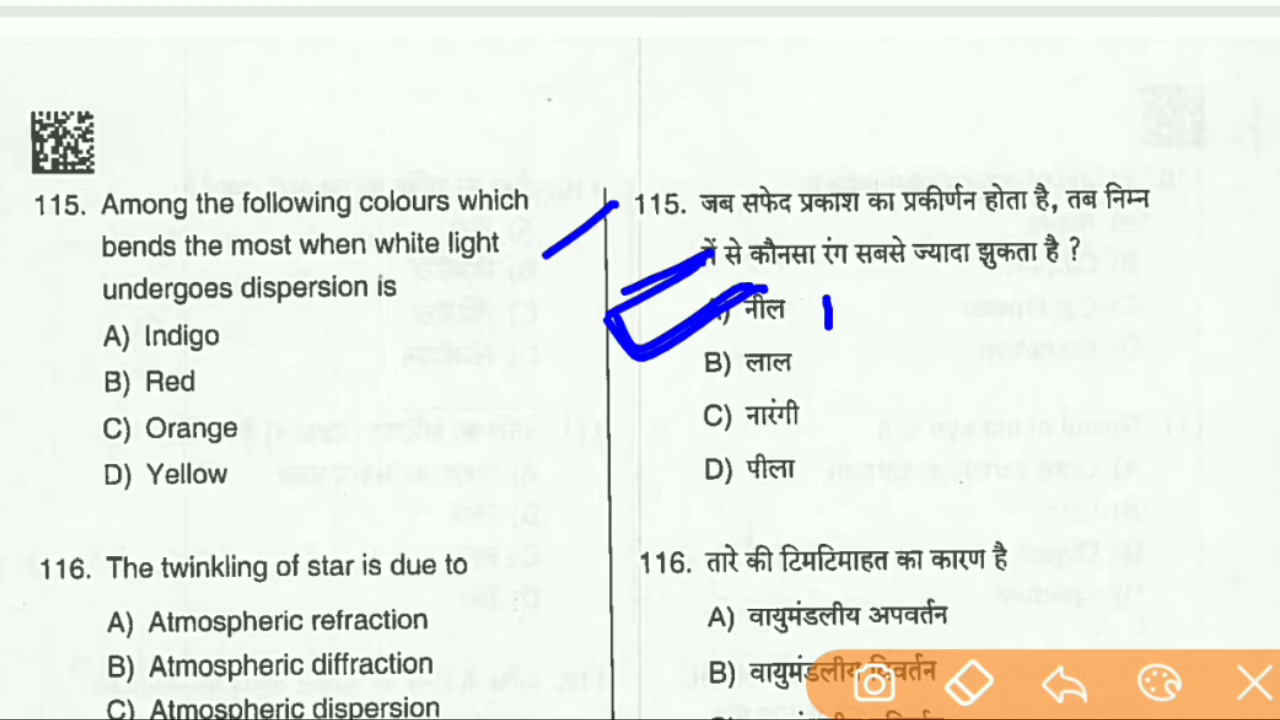 115. Among the following colours which
bends the most when white light
undergoes dispersion is
A) Indigo
B) Red
C) Orange
D) Yellow
116. The twinkling of star is due to
A) Atmospheric refraction
B) Atmospheric diffraction
C) Atmospheric dispersion
115. जब सफेद प्रकाश का प्रकीर्णन होता है, तब निम्न
में से कौनसा रंग सबसे ज्यादा झुकता है ?
A) नील
B) लाल
C) नारंगी
D) पीला
116. तारे की टिमटिमाहत का कारण है
A) वायुमंडलीय अपवर्तन
B) वायुमंडलीय